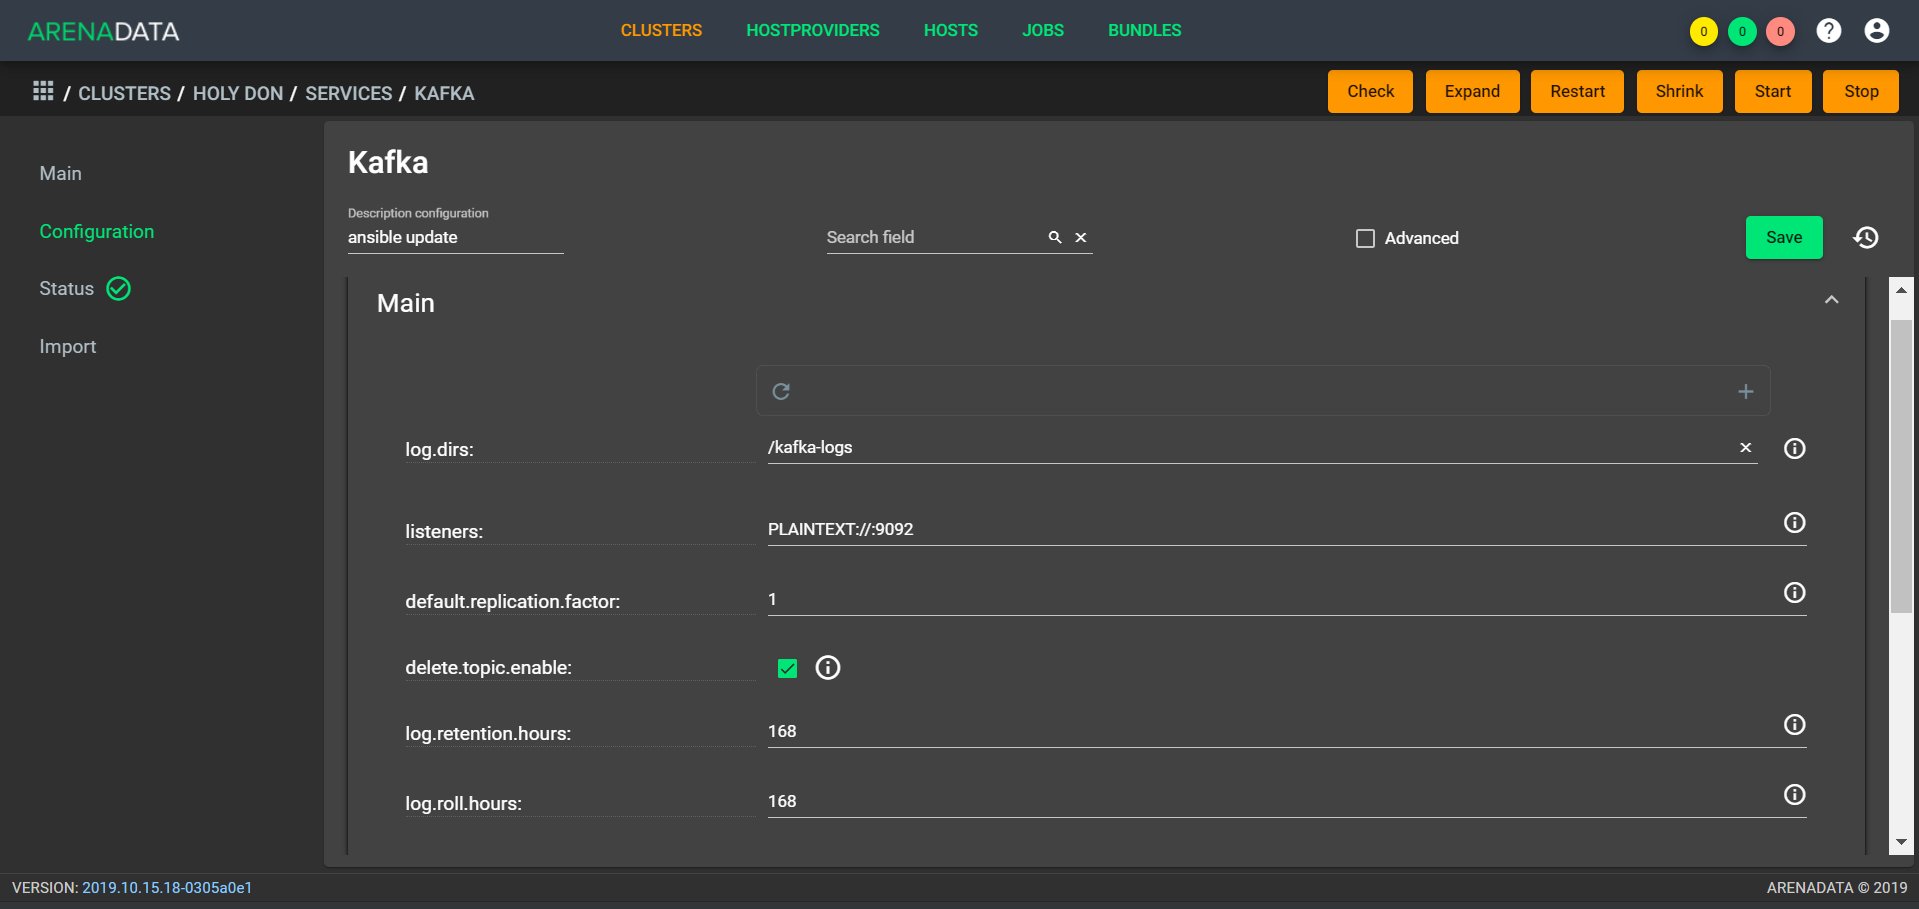 ARENADATA CLUSTERS HOSTPROVIDERS HOSTS JOBS BUNDLES 0 0 0 ?
/ CLUSTERS / HOLY DON / SERVICES / KAFKA Check Expand Restart Shrink Start Stop
Main
Configuration
Status
Import
Kafka
Description configuration
ansible update Search field Advanced Save
Main
log.dirs: /kafka-logs
listeners: PLAINTEXT://:9092
default.replication.factor: 1
delete.topic.enable:
log.retention.hours: 168
log.roll.hours: 168
VERSION: 2019.10.15.18-0305a0e1 ARENADATA © 2019